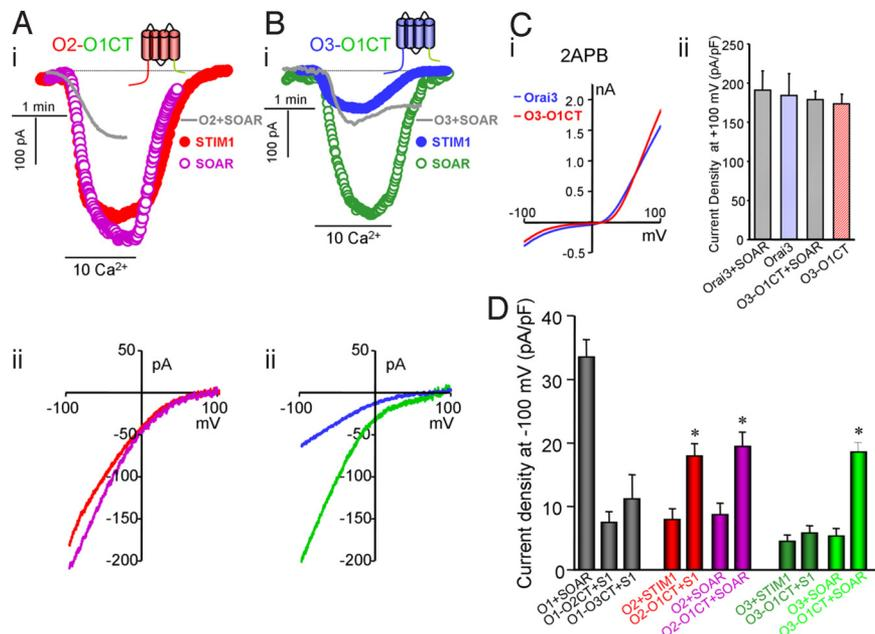 A
O2-O1CT
i
1 min
100 pA
O2+SOAR
STIM1
SOAR
10 Ca²⁺
ii
50
pA
-100
100
mV
-50
-100
-150
-200
B
O3-O1CT
i
1 min
100 pA
O3+SOAR
STIM1
SOAR
10 Ca²⁺
ii
50
pA
-100
100
mV
-50
-100
-150
-200
C
i
2APB
Orai3
O3-O1CT
nA
2.0
1.5
1.0
0.5
-100
100
mV
-0.5
ii
Current Density at +100 mV (pA/pF)
250
200
150
100
50
0
Orai3+SOAR
Orai3
O3-O1CT+SOAR
O3-O1CT
D
Current density at -100 mV (pA/pF)
40
30
20
10
0
*
*
*
O1+SOAR
O1-O2CT+S1
O1-O3CT+S1
O2+STIM1
O2-O1CT+S1
O2+SOAR
O2-O1CT+SOAR
O3+STIM1
O3-O1CT+S1
O3+SOAR
O3-O1CT+SOAR